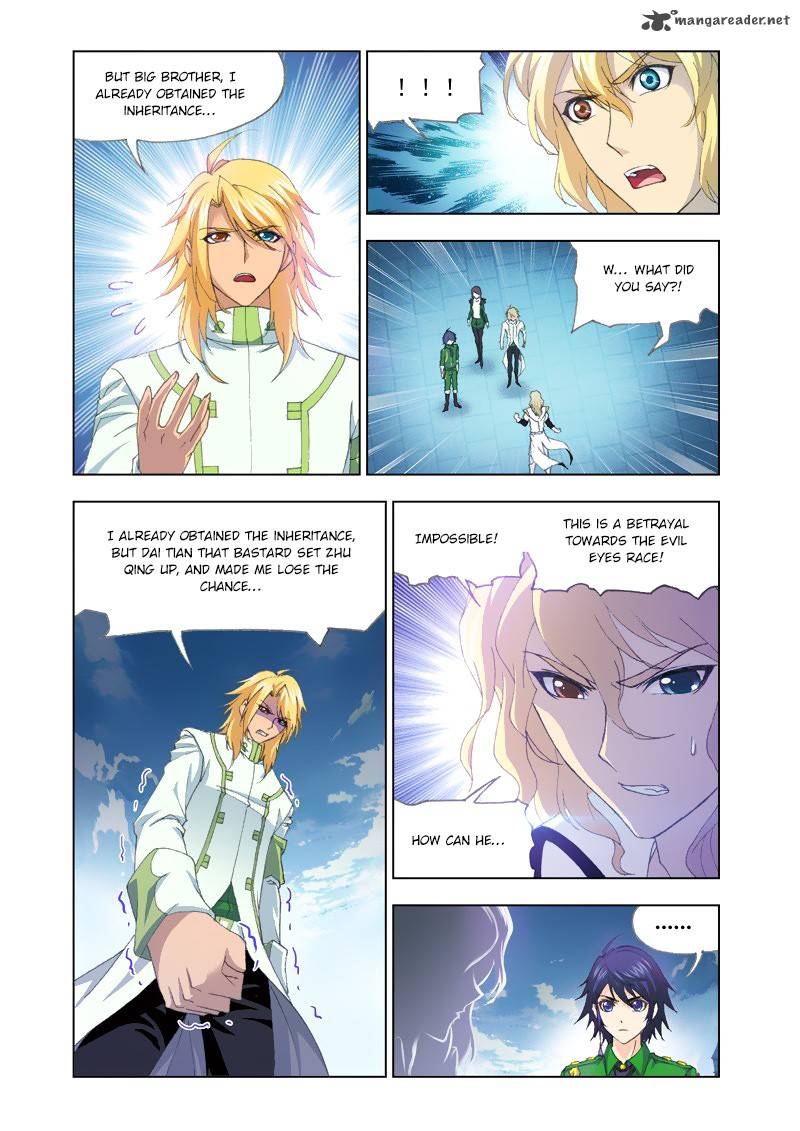 mangareader.net
BUT BIG BROTHER, I
ALREADY OBTAINED THE
INHERITANCE...
! ! !
W... WHAT DID
YOU SAY?!
I ALREADY OBTAINED THE INHERITANCE,
BUT DAI TIAN THAT BASTARD SET ZHU
QING UP, AND MADE ME LOSE THE
CHANCE...
IMPOSSIBLE!
THIS IS A BETRAYAL
TOWARDS THE EVIL
EYES RACE!
HOW CAN HE...
......